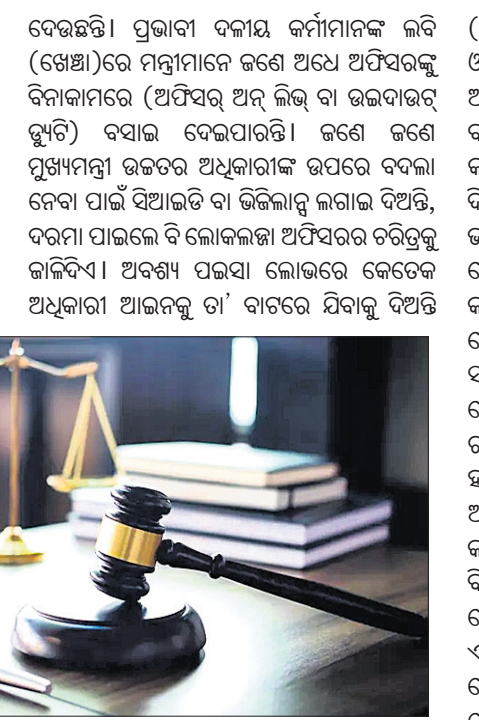 ଦେଉଛନ୍ତି। ପ୍ରଭାବୀ ଦଳୀୟ କର୍ମୀମାନଙ୍କ ଲବି
(ଖେଞ୍ଚା)ରେ ମନ୍ତ୍ରୀମାନେ ଜଣେ ଅଧେ ଅଫିସରଙ୍କୁ
ବିନାକାମରେ (ଅଫିସର୍ ଅନ୍ ଲିଭ୍ ବା ଉଇଦାଉଟ୍
ଡ୍ୟୁଟି) ବସାଇ ଦେଇପାରନ୍ତି। ଜଣେ ଜଣେ
ମୁଖ୍ୟମନ୍ତ୍ରୀ ଉଚ୍ଚତର ଅଧିକାରୀଙ୍କ ଉପରେ ବଦଲା
ନେବା ପାଇଁ ସିଆଇଡି ବା ଭିଜିଲାନ୍ସ ଲଗାଇ ଦିଅନ୍ତି,
ଦରମା ପାଇଲେ ବି ଲୋକଲଜ୍ଜା ଅଫିସରର ଚରିତ୍ରକୁ
ଜାଳିଦିଏ। ଅବଶ୍ୟ ପଇସା ଲୋଭରେ କେତେକ
ଅଧିକାରୀ ଆଇନକୁ ତା’ ବାଟରେ ଯିବାକୁ ଦିଅନ୍ତି